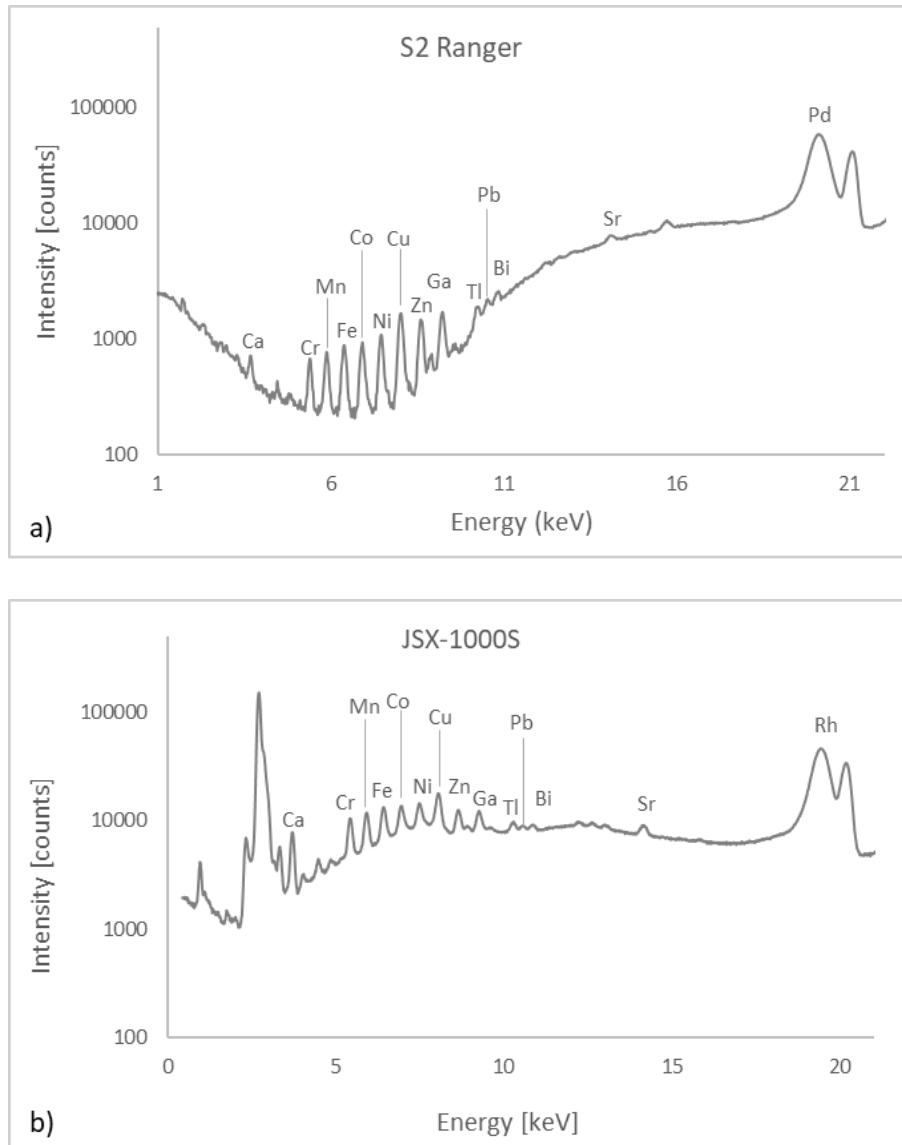 S2 Ranger
100000
10000
1000
100
Intensity [counts]
Pd
Pb
Sr
Co
Cu
Mn
Bi
Ga
Tl
Fe
Ni
Zn
Ca
Cr
1 6 11 16 21
Energy (keV)
a)
JSX-1000S
100000
10000
1000
100
Intensity [counts]
Mn
Co
Cu
Pb
Rh
Cr
Fe
Ni
Zn
Ga
Tl
Bi
Sr
Ca
0 5 10 15 20
Energy [keV]
b)